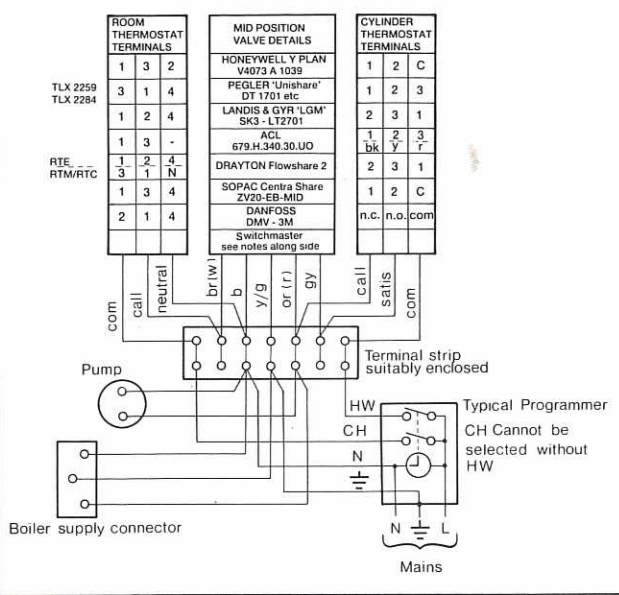 ROOM
THERMOSTAT
TERMINALS
1 3 2
TLX 2259
TLX 2284
3 1 4
1 2 4
1 3 -
RTE
RTM/RTC
1 2 4
3 1 N
1 3 4
2 1 4
MID POSITION
VALVE DETAILS
HONEYWELL Y PLAN
V4073 A 1039
PEGLER 'Unishare'
DT 1701 etc
LANDIS & GYR 'LGM'
SK3 - LT2701
ACL
679.H.340.30.UO
DRAYTON Flowshare 2
SOPAC Centra Share
ZV20-EB-MID
DANFOSS
DMV - 3M
Switchmaster
see notes along side
CYLINDER
THERMOSTAT
TERMINALS
1 2 C
1 2 3
2 3 1
1 2 3
bk y r
2 3 1
1 2 C
n.c. n.o. com
com
call
neutral
br(w)
b
y/g
or (r)
gy
call
satis
com
Terminal strip
suitably enclosed
Pump
HW
CH
N
Typical Programmer
CH Cannot be
selected without
HW
Boiler supply connector
N L
Mains